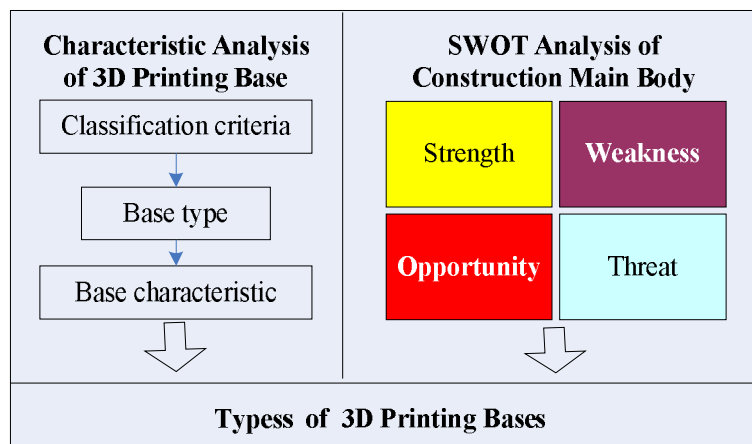 Characteristic Analysis
of 3D Printing Base
Classification criteria
Base type
Base characteristic
SWOT Analysis of
Construction Main Body
Strength
Weakness
Opportunity
Threat
Typess of 3D Printing Bases